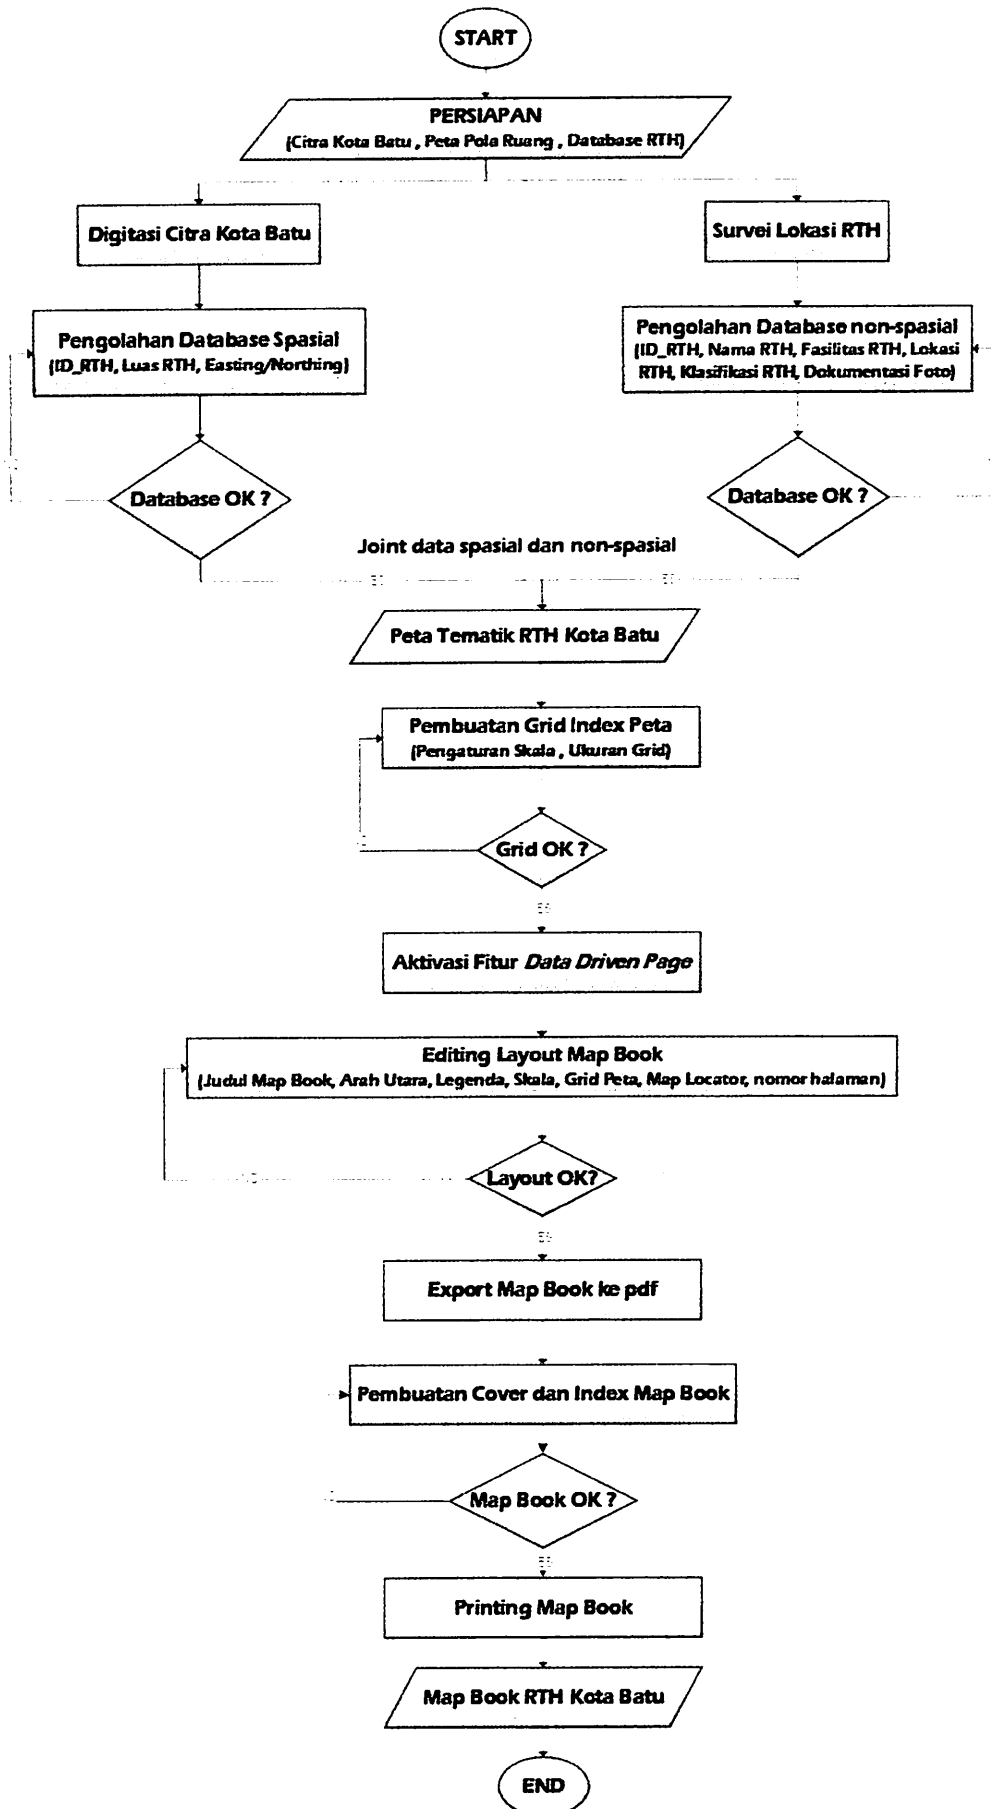 START
PERSIAPAN
(Citra Kota Batu , Peta Pola Ruang , Database RTH)
Digitasi Citra Kota Batu
Survei Lokasi RTH
Pengolahan Database Spasial
(ID_RTH, Luas RTH, Easting/Northing)
Pengolahan Database non-spasial
(ID_RTH, Nama RTH, Fasilitas RTH, Lokasi
RTH, Klasifikasi RTH, Dokumentasi Foto)
Database OK ?
Database OK ?
Joint data spasial dan non-spasial
Peta Tematik RTH Kota Batu
Pembuatan Grid Index Peta
(Pengaturan Skala , Ukuran Grid)
Grid OK ?
Aktivasi Fitur Data Driven Page
Editing Layout Map Book
(Judul Map Book, Arah Utara, Legenda, Skala, Grid Peta, Map Locator, nomor halaman)
Layout OK?
Export Map Book ke pdf
Pembuatan Cover dan Index Map Book
Map Book OK ?
Printing Map Book
Map Book RTH Kota Batu
END